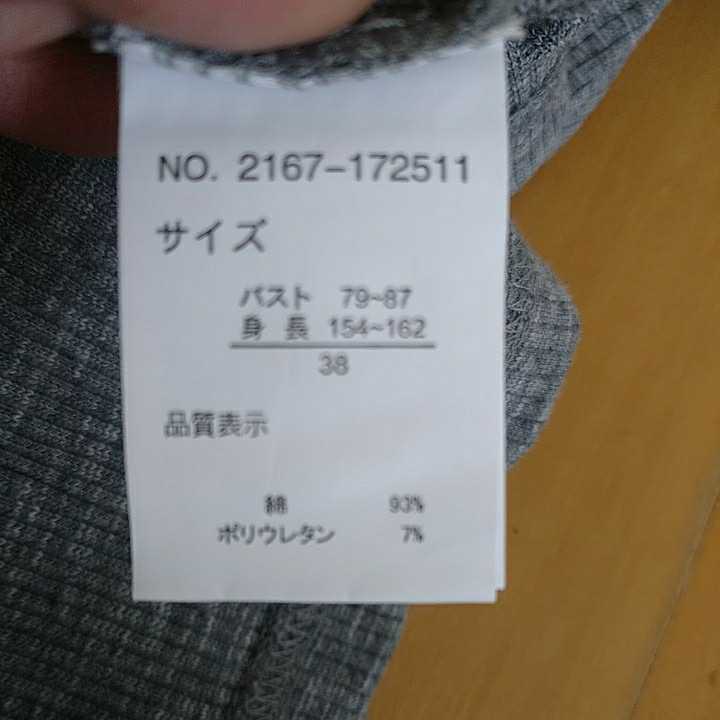 NO. 2167-172511
サイズ
バスト 79~87
身長 154~162
38
品質表示
綿 93%
ポリウレタン 7%